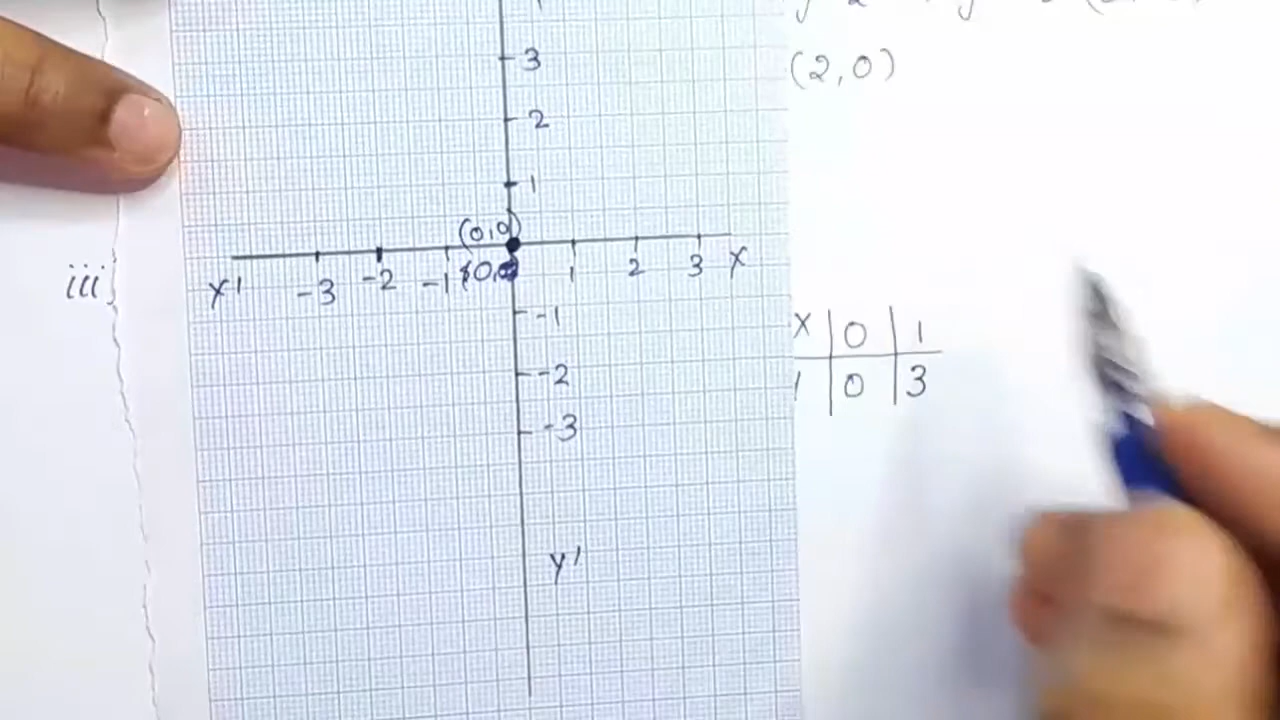 (2,0)
3
2
1
(0,0)
iii)
X' -3 -2 -1 1 2 3 X
-1
-2
-3
X 0 1
0 3
Y'